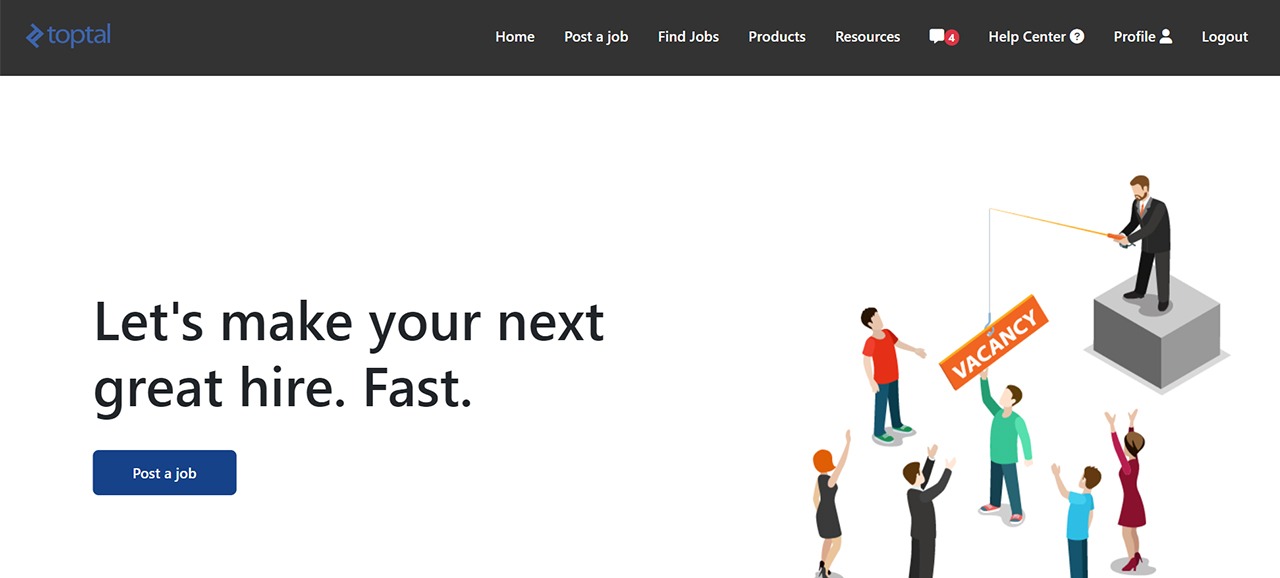 toptal
Home Post a job Find Jobs Products Resources 4 Help Center ? Profile Logout
Let's make your next
great hire. Fast.
Post a job
VACANCY